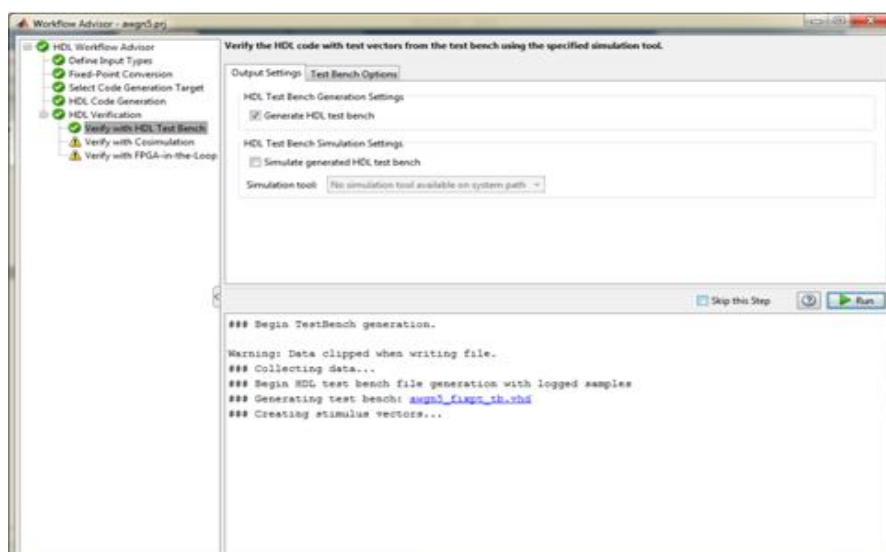 Workflow Advisor - awgn5.prj
HDL Workflow Advisor
Define Input Types
Fixed-Point Conversion
Select Code Generation Target
HDL Code Generation
HDL Verification
Verify with HDL Test Bench
Verify with Cosimulation
Verify with FPGA-in-the-Loop
Verify the HDL code with test vectors from the test bench using the specified simulation tool.
Output Settings Test Bench Options
HDL Test Bench Generation Settings
Generate HDL test bench
HDL Test Bench Simulation Settings
Simulate generated HDL test bench
Simulation tool: No simulation tool available on system path
Skip this Step ? Run
### Begin TestBench generation.
Warning: Data clipped when writing file.
### Collecting data...
### Begin HDL test bench file generation with logged samples
### Generating test bench: awgn5_fixpt_tb.vhd
### Creating stimulus vectors...